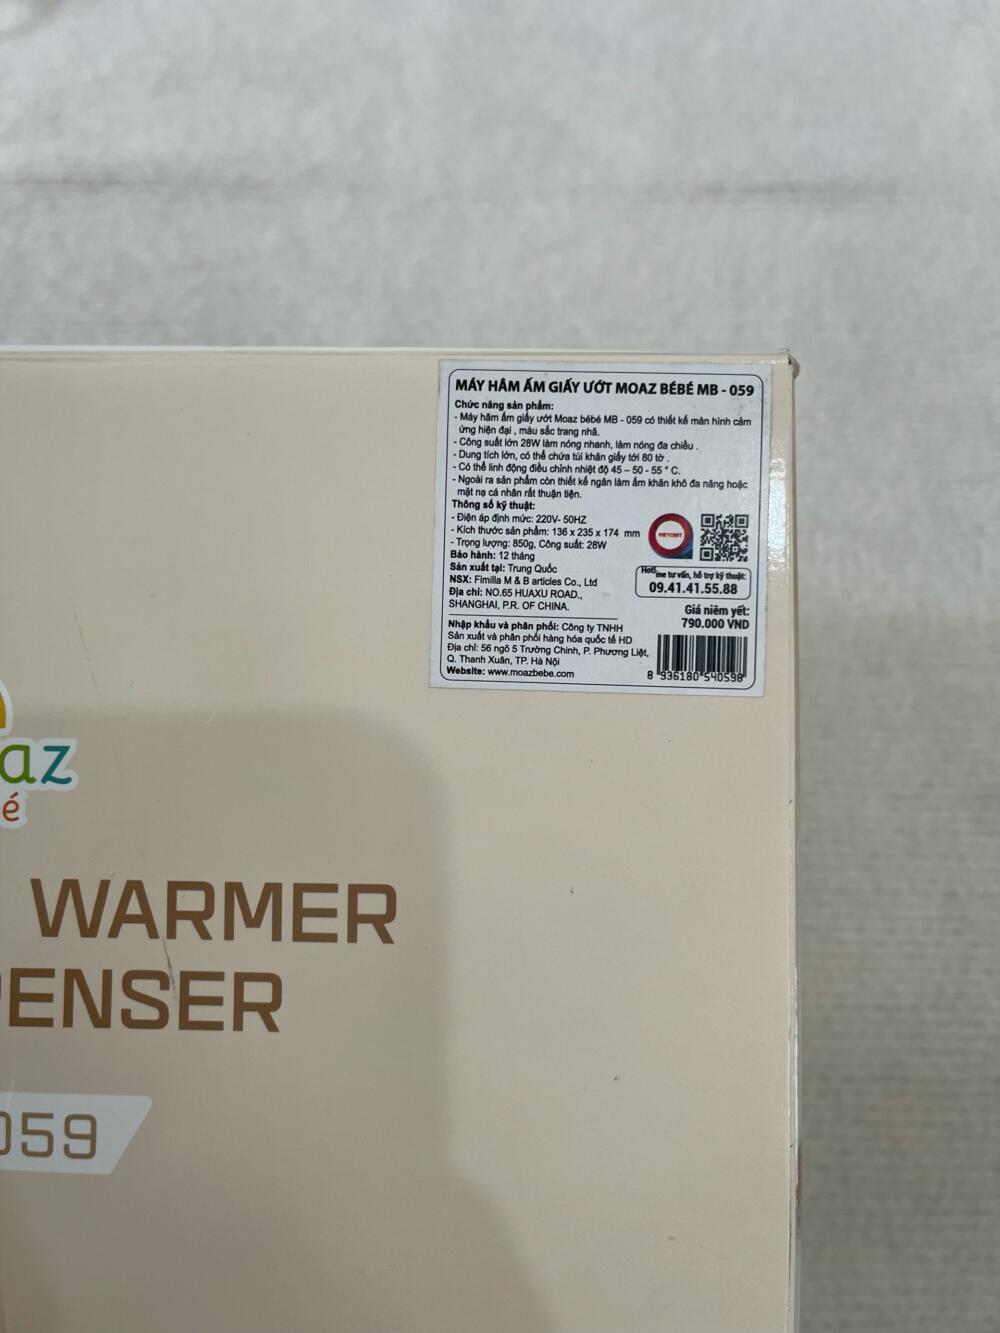 MÁY HÂM ẤM GIẤY ƯỚT MOAZ BÉBÉ MB - 059
Chức năng sản phẩm:
- Máy hâm ấm giấy ướt Moaz bébé MB - 059 có thiết kế màn hình cảm
ứng hiện đại , màu sắc trang nhã.
- Công suất lớn 28W làm nóng nhanh, làm nóng đa chiều .
- Dung tích lớn, có thể chứa túi khăn giấy tới 80 tờ .
- Có thể linh động điều chỉnh nhiệt độ 45 – 50 - 55 ° C.
- Ngoài ra sản phẩm còn thiết kế ngăn làm ấm khăn khô đa năng hoặc
mặt nạ cá nhân rất thuận tiện.
Thông số kỹ thuật:
- Điện áp định mức: 220V- 50HZ
- Kích thước sản phẩm: 136 x 235 x 174 mm
- Trọng lượng: 850g, Công suất: 28W
Bảo hành: 12 tháng
Sản xuất tại: Trung Quốc
NSX: Fimilla M & B articles Co., Ltd
Địa chỉ: NO.65 HUAXU ROAD.,
SHANGHAI, P.R. OF CHINA.
VIETCERT
Hotline tư vấn, hỗ trợ kỹ thuật:
09.41.41.55.88
Giá niêm yết:
790.000 VND
Nhập khẩu và phân phối: Công ty TNHH
Sản xuất và phân phối hàng hóa quốc tế HD
Địa chỉ: 56 ngõ 5 Trường Chinh, P. Phương Liệt,
Q. Thanh Xuân, TP. Hà Nội
Website: www.moazbebe.com
8 936180 540598
az
é
WARMER
PENSER
059